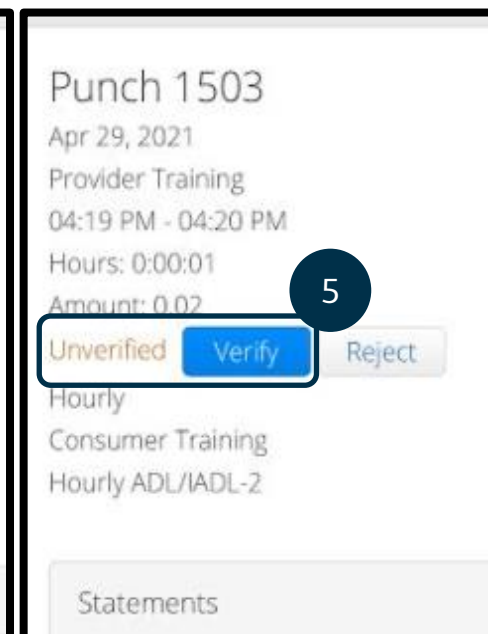 Punch 1503
Apr 29, 2021
Provider Training
04:19 PM - 04:20 PM
Hours: 0:00:01
Amount: 0.02
5
Unverified Verify Reject
Hourly
Consumer Training
Hourly ADL/IADL-2
Statements